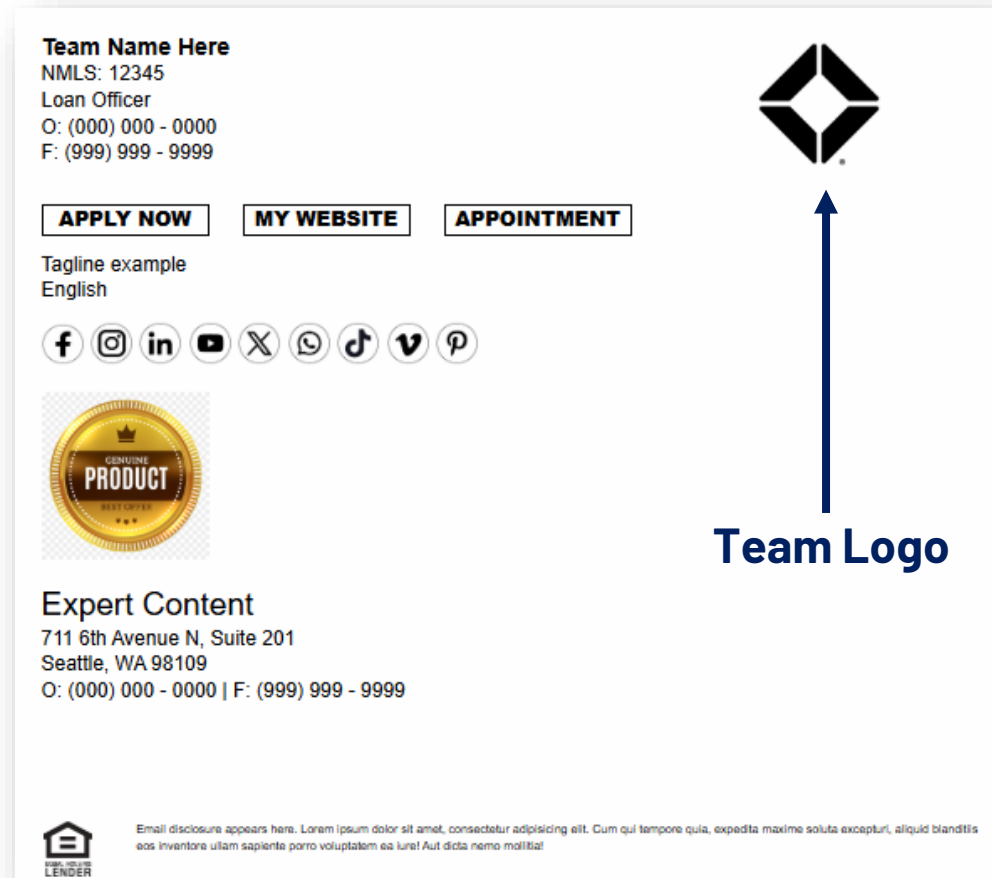 Team Name Here
NMLS: 12345
Loan Officer
O: (000) 000 - 0000
F: (999) 999 - 9999
APPLY NOW
MY WEBSITE
APPOINTMENT
Tagline example
English
GENUINE
PRODUCT
BEST OFFER
Team Logo
Expert Content
711 6th Avenue N, Suite 201
Seattle, WA 98109
O: (000) 000 - 0000 | F: (999) 999 - 9999
EQUAL HOUSING
LENDER
Email disclosure appears here. Lorem ipsum dolor sit amet, consectetur adipisicing elit. Cum qui tempore quia, expedita maxime soluta excepturi, aliquid blanditiis
eos inventore ullam sapiente porro voluptatem ea iure! Aut dicta nemo mollitia!